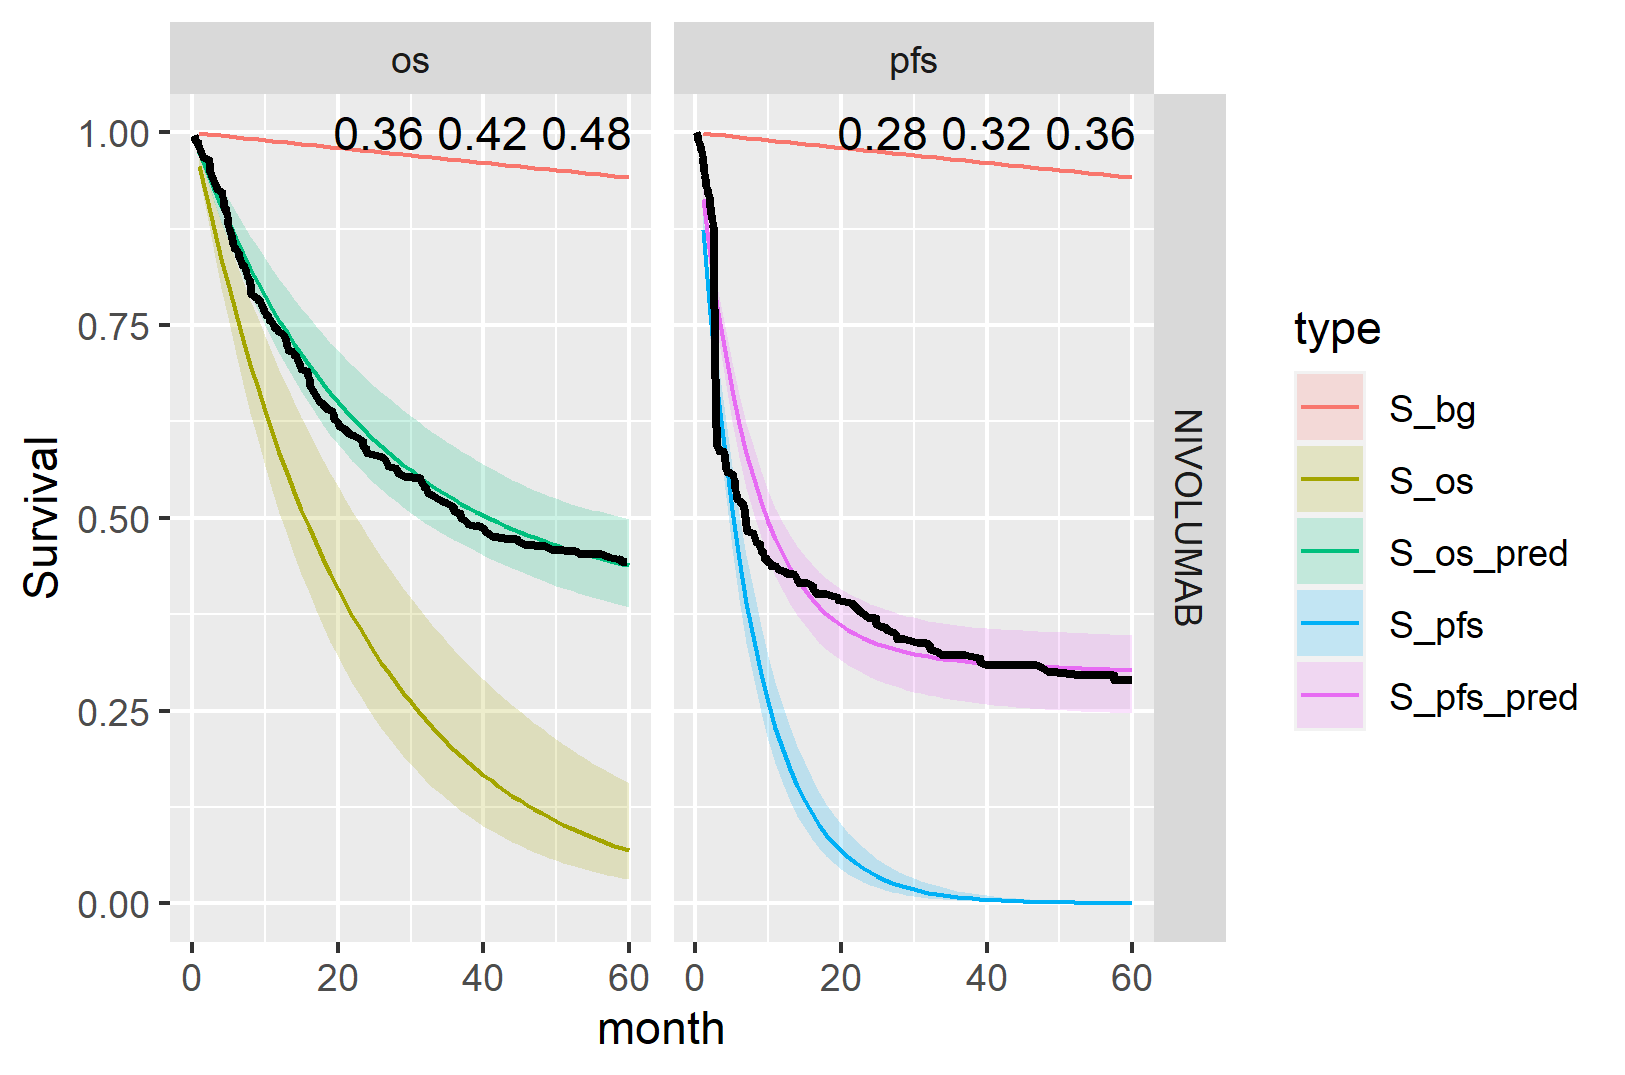 os
pfs
0.36 0.42 0.48
0.28 0.32 0.36
1.00
0.75
0.50
0.25
0.00
Survival
NIVOLUMAB
0
20
40
60
0
20
40
60
month
type
S_bg
S_os
S_os_pred
S_pfs
S_pfs_pred